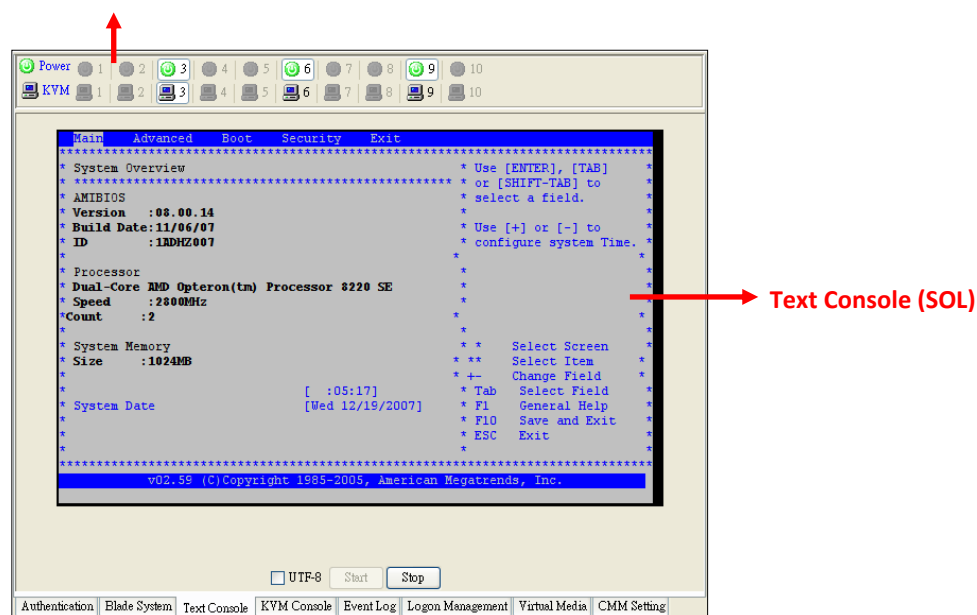 Power 1 2 3 4 5 6 7 8 9 10
KVM 1 2 3 4 5 6 7 8 9 10
Main Advanced Boot Security Exit
********************************************************************************
* System Overview * Use [ENTER], [TAB] *
* *************************************************** * or [SHIFT-TAB] to *
* AMIBIOS * select a field. *
* Version :08.00.14 * *
* Build Date:11/06/07 * Use [+] or [-] to *
* ID :1ADHZ007 * configure system Time. *
* * *
* Processor * *
* Dual-Core AMD Opteron(tm) Processor 8220 SE * *
* Speed :2800MHz * *
*Count :2 * *
* * *
* System Memory * * Select Screen *
* Size :1024MB * ** Select Item *
* * +- Change Field *
* [ :05:17] * Tab Select Field *
* System Date [Wed 12/19/2007] * F1 General Help *
* * F10 Save and Exit *
* * ESC Exit *
* * *
********************************************************************************
v02.59 (C)Copyright 1985-2005, American Megatrends, Inc.
Text Console (SOL)
UTF-8 Start Stop
Authentication Blade System Text Console KVM Console Event Log Logon Management Virtual Media CMM Setting